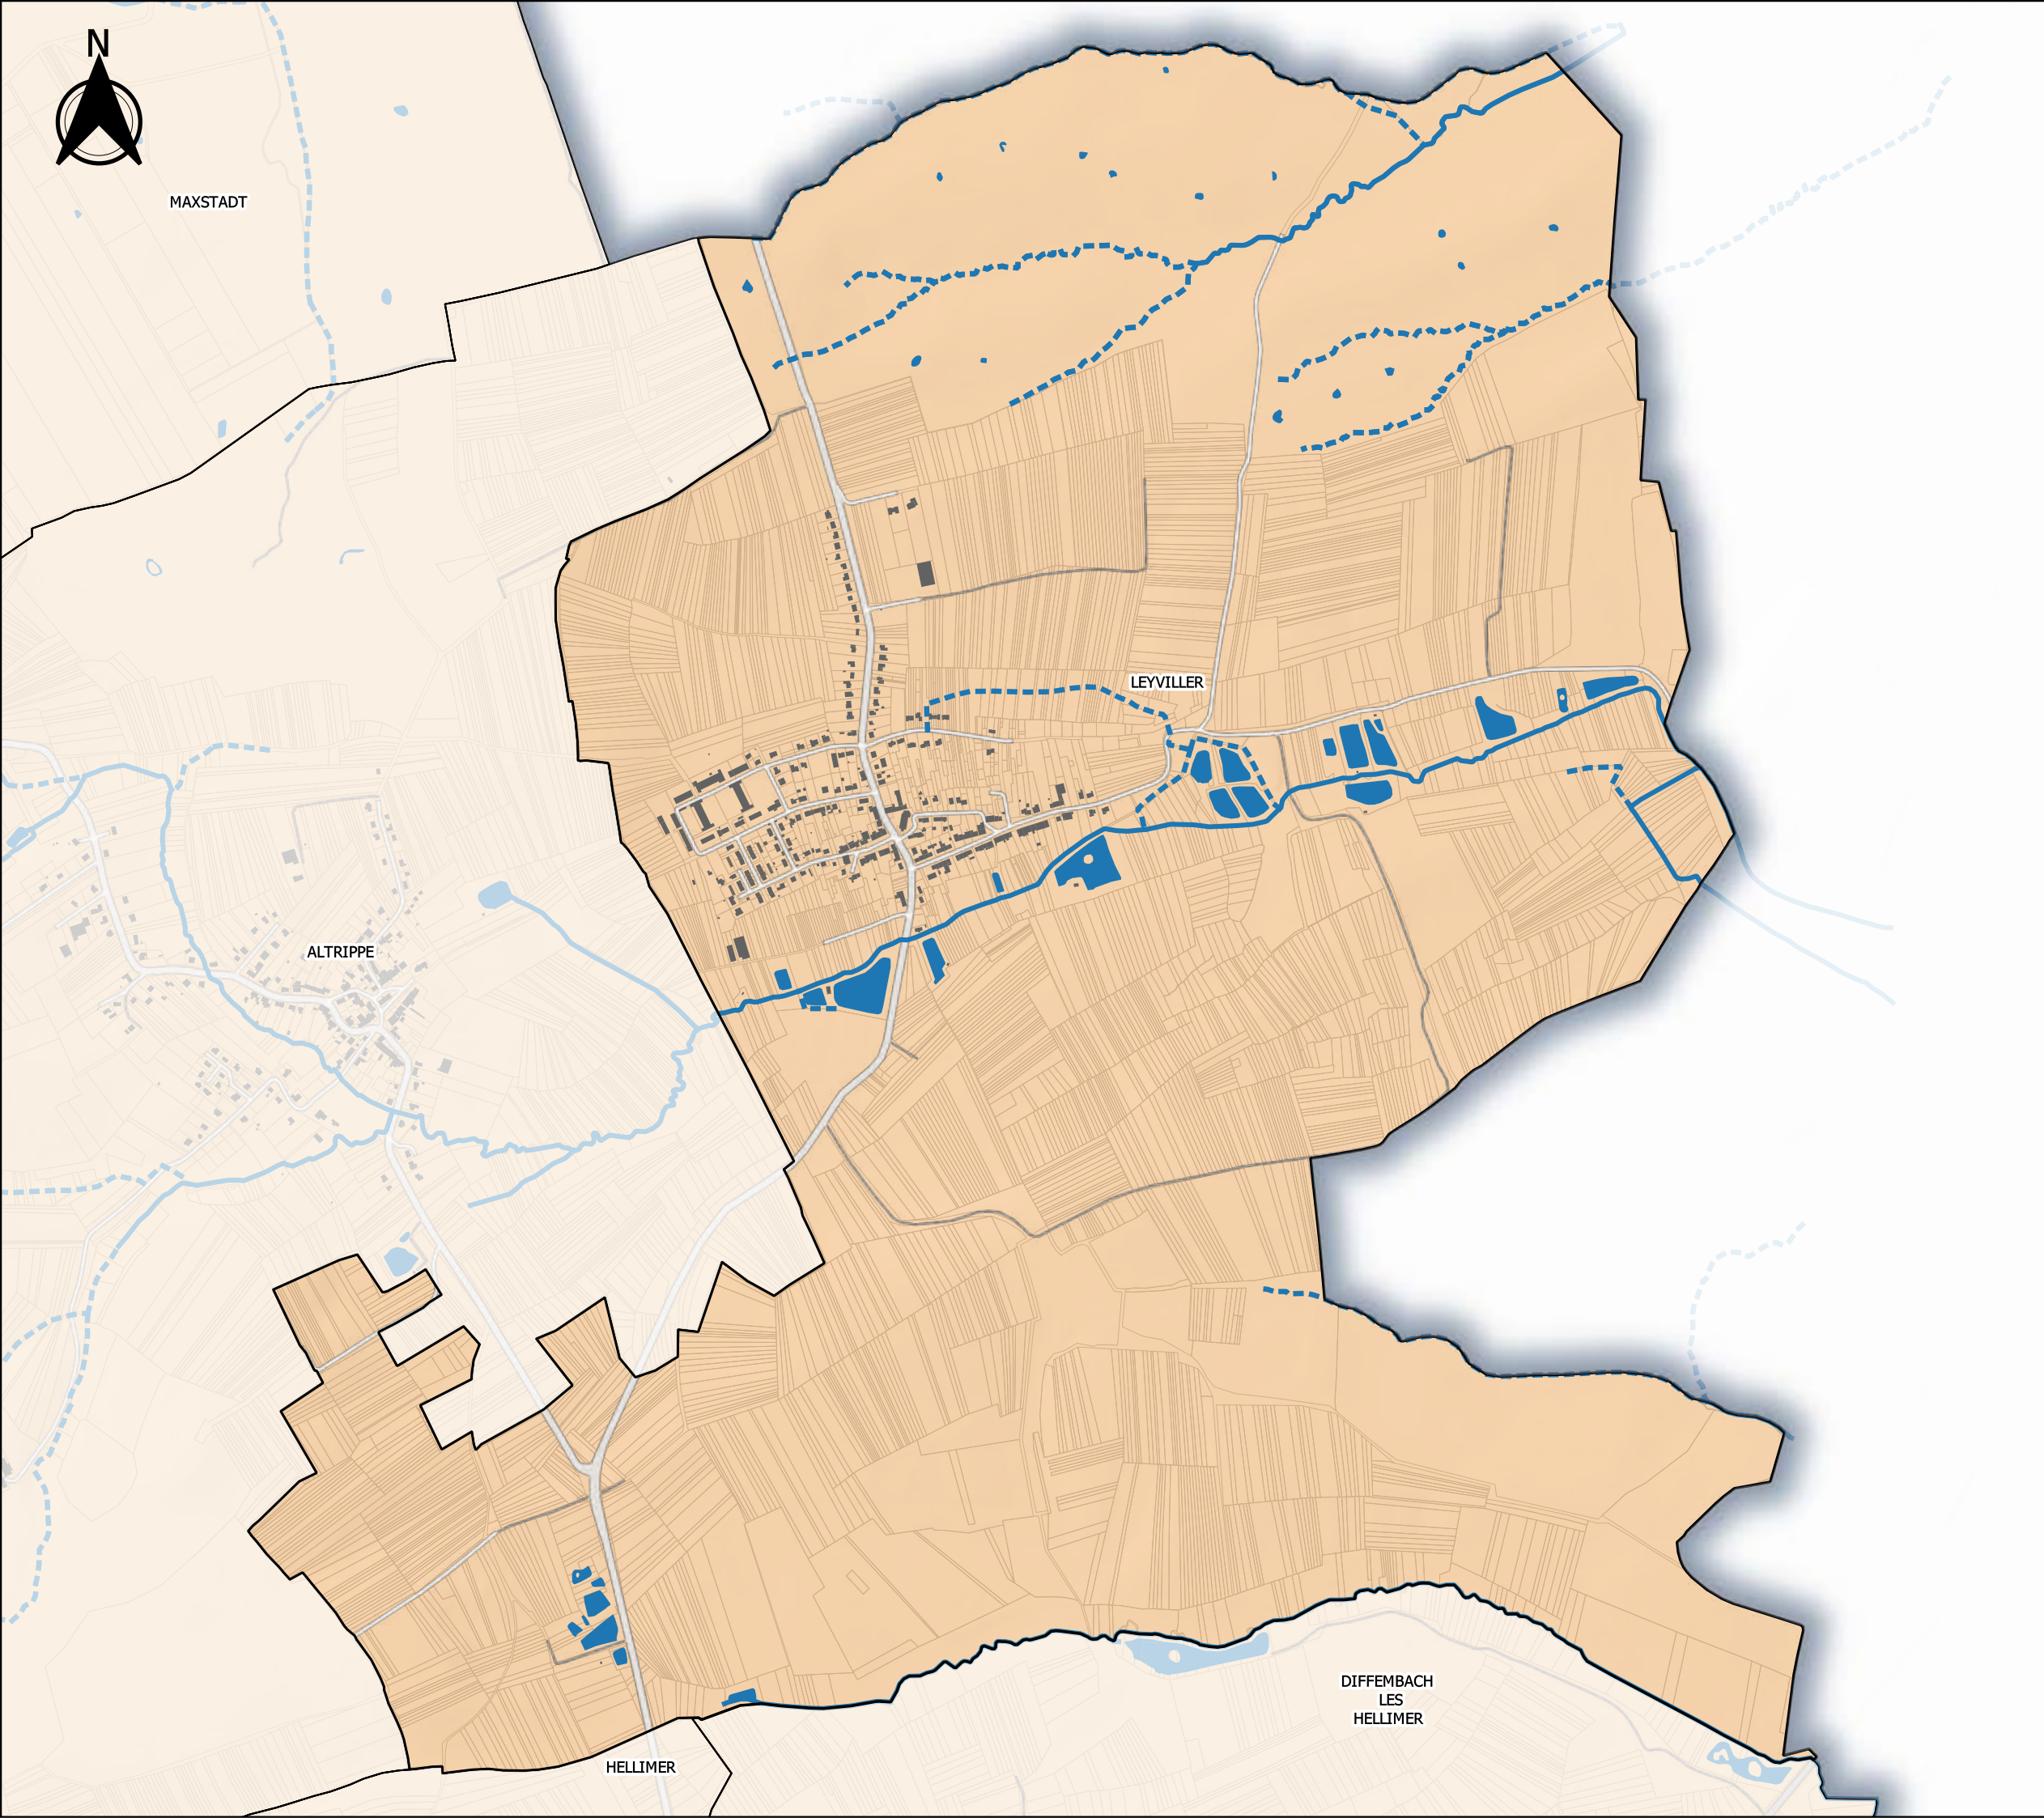 N
MAXSTADT
LEYVILLER
ALTRIPPE
DIFFEMBACH
LES
HELLIMER
HELLIMER